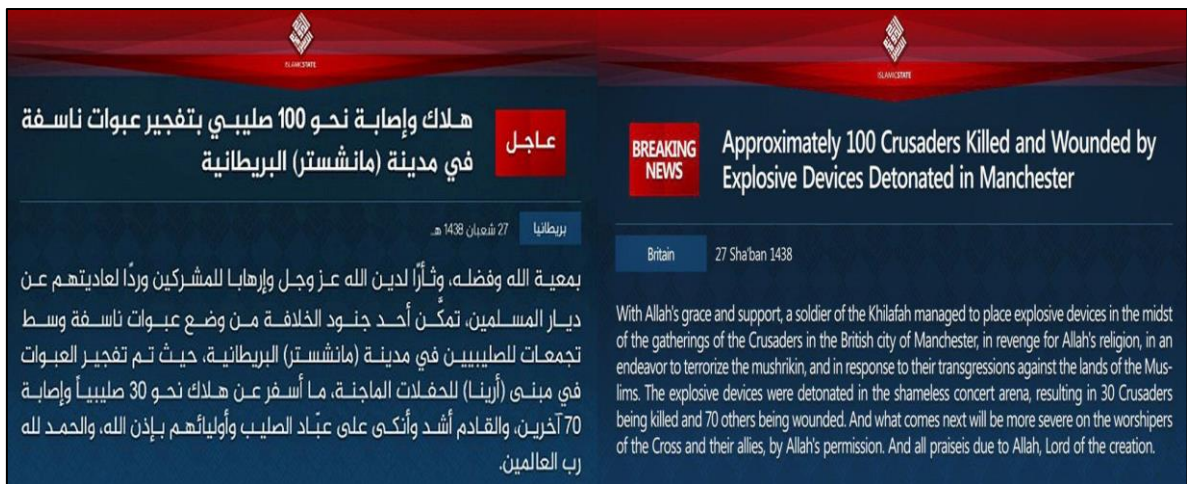 ISLAMICSTATE
عاجل
هلاك وإصابة نحو 100 صليبي بتفجير عبوات ناسفة
في مدينة (مانشستر) البريطانية
بريطانيا
27 شعبان 1438 هـ
بمعية الله وفضله، وثأرًا لدين الله عز وجل وإرهابا للمشركين وردًا لعاديتهم عن
ديار المسلمين، تمكَّن أحد جنود الخلافة من وضع عبوات ناسفة وسط
تجمعات للصليبيين في مدينة (مانشستر) البريطانية، حيث تم تفجير العبوات
في مبنى (أرينا) للحفلات الماجنة، ما أسفر عن هلاك نحو 30 صليبياً وإصابة
70 آخرين، والقادم أشد وأنكى على عبّاد الصليب وأوليائهم بإذن الله، والحمد لله
رب العالمين.
ISLAMICSTATE
BREAKING
NEWS
Approximately 100 Crusaders Killed and Wounded by
Explosive Devices Detonated in Manchester
Britain
27 Sha'ban 1438
With Allah's grace and support, a soldier of the Khilafah managed to place explosive devices in the midst
of the gatherings of the Crusaders in the British city of Manchester, in revenge for Allah's religion, in an
endeavor to terrorize the mushrikin, and in response to their transgressions against the lands of the Mus-
lims. The explosive devices were detonated in the shameless concert arena, resulting in 30 Crusaders
being killed and 70 others being wounded. And what comes next will be more severe on the worshipers
of the Cross and their allies, by Allah's permission. And all praiseis due to Allah, Lord of the creation.